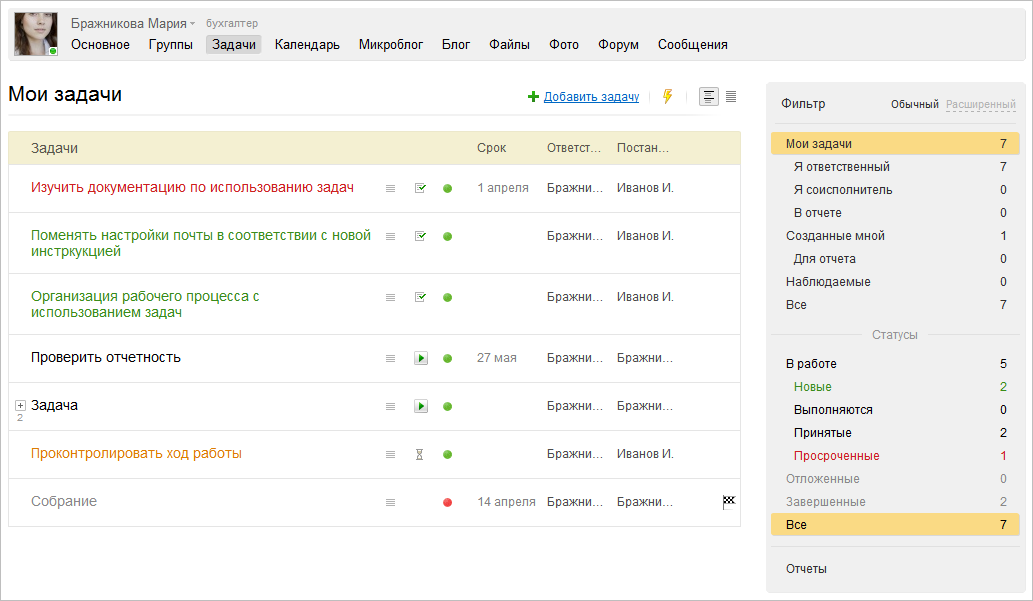 Бражникова Мария бухгалтер
Основное Группы Задачи Календарь Микроблог Блог Файлы Фото Форум Сообщения
Мои задачи
Добавить задачу
Задачи Срок Ответст... Постан...
Изучить документацию по использованию задач 1 апреля Бражни... Иванов И.
Поменять настройки почты в соответствии с новой
инстркукцией
Бражни... Иванов И.
Организация рабочего процесса с
использованием задач
Бражни... Иванов И.
Проверить отчетность 27 мая Бражни... Бражни...
Задача Бражни... Бражни...
2
Проконтролировать ход работы Бражни... Иванов И.
Собрание 14 апреля Бражни... Бражни...
Фильтр Обычный Расширенный
Мои задачи 7
Я ответственный 7
Я соисполнитель 0
В отчете 0
Созданные мной 1
Для отчета 0
Наблюдаемые 0
Все 7
Статусы
В работе 5
Новые 2
Выполняются 0
Принятые 2
Просроченные 1
Отложенные 0
Завершенные 2
Все 7
Отчеты